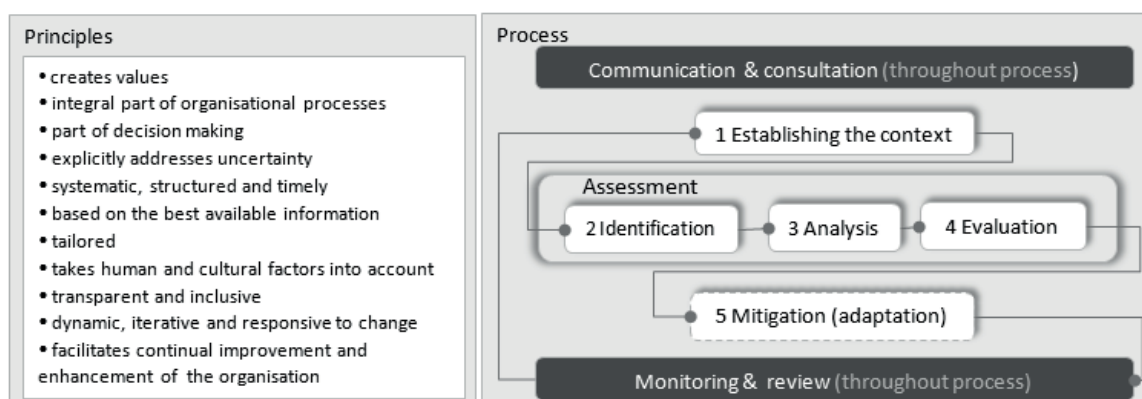 Principles
• creates values
• integral part of organisational processes
• part of decision making
• explicitly addresses uncertainty
• systematic, structured and timely
• based on the best available information
• tailored
• takes human and cultural factors into account
• transparent and inclusive
• dynamic, iterative and responsive to change
• facilitates continual improvement and
enhancement of the organisation
Process
Communication & consultation (throughout process)
1 Establishing the context
Assessment
2 Identification
3 Analysis
4 Evaluation
5 Mitigation (adaptation)
Monitoring & review (throughout process)